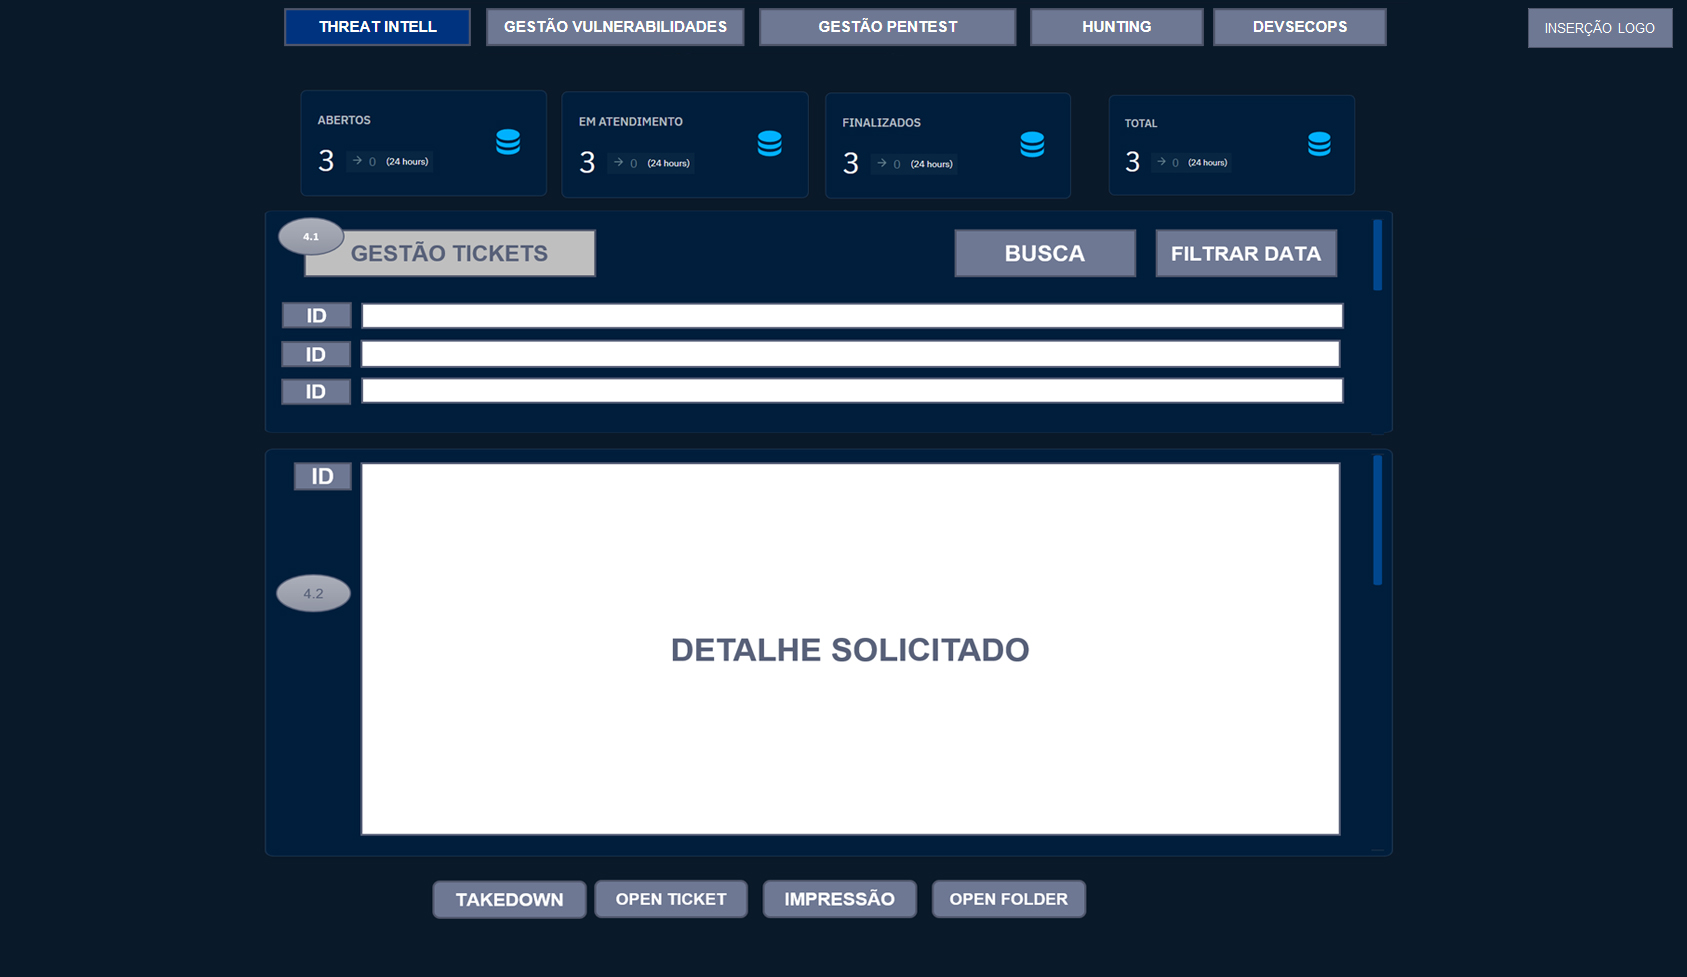 THREAT INTELL
GESTÃO VULNERABILIDADES
GESTÃO PENTEST
HUNTING
DEVSECOPS
INSERÇÃO LOGO
ABERTOS
3 → 0 (24 hours)
EM ATENDIMENTO
3 → 0 (24 hours)
FINALIZADOS
3 → 0 (24 hours)
TOTAL
3 → 0 (24 hours)
4.1
GESTÃO TICKETS
BUSCA
FILTRAR DATA
ID
ID
ID
ID
4.2
DETALHE SOLICITADO
TAKEDOWN
OPEN TICKET
IMPRESSÃO
OPEN FOLDER